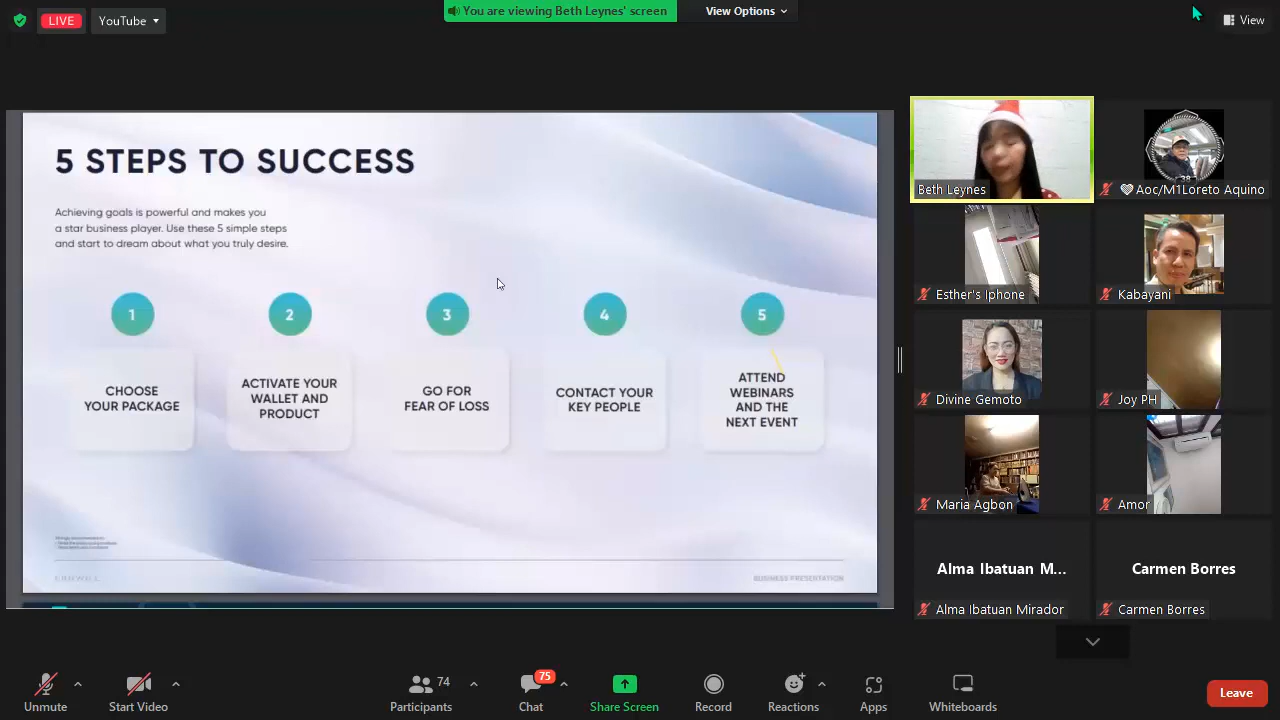 LIVE
YouTube
You are viewing Beth Leynes' screen
View Options
View
5 STEPS TO SUCCESS
Achieving goals is powerful and makes you
a star business player. Use these 5 simple steps
and start to dream about what you truly desire.
1
CHOOSE
YOUR PACKAGE
2
ACTIVATE YOUR
WALLET AND
PRODUCT
3
GO FOR
FEAR OF LOSS
4
CONTACT YOUR
KEY PEOPLE
5
ATTEND
WEBINARS
AND THE
NEXT EVENT
BUSINESS PRESENTATION
Beth Leynes
Aoc/M1Loreto Aquino
Esther's Iphone
Kabayani
Divine Gemoto
Joy PH
Maria Agbon
Amor
Alma Ibatuan M...
Alma Ibatuan Mirador
Carmen Borres
Carmen Borres
Unmute
Start Video
74
Participants
75
Chat
Share Screen
Record
Reactions
Apps
Whiteboards
Leave